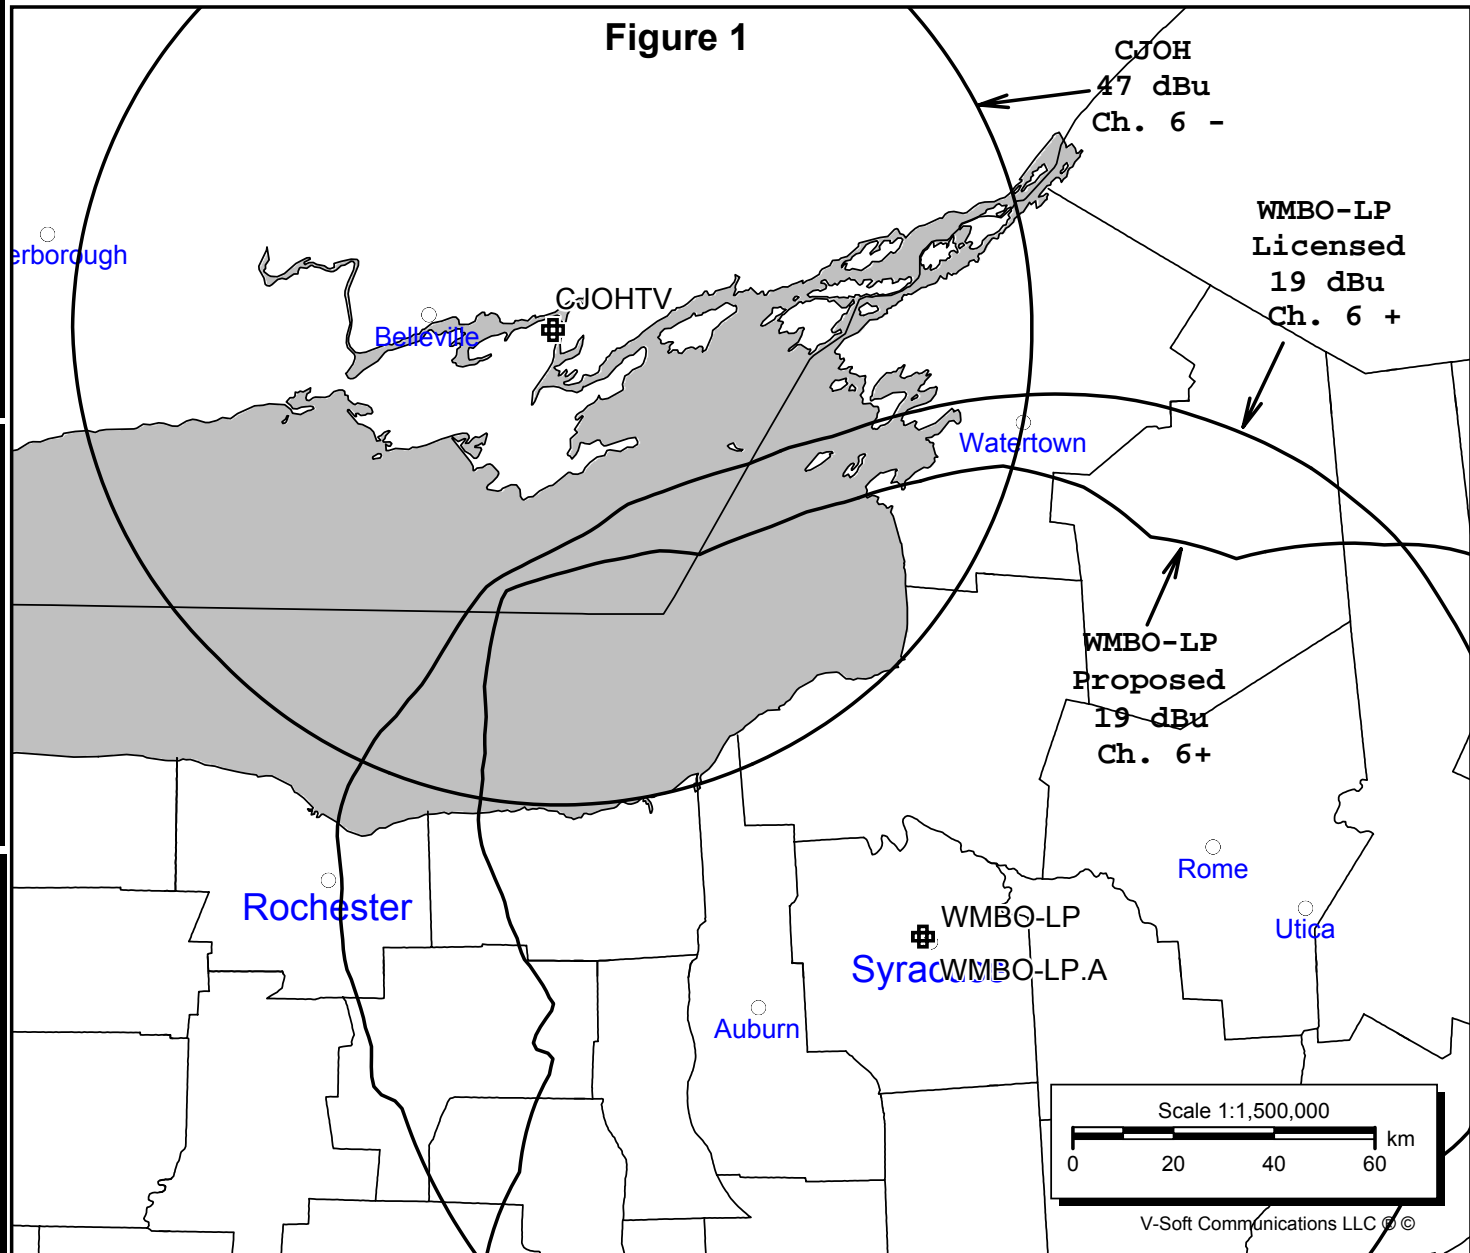 Figure 1
CJOH
47 dBu
Ch. 6 -
WMBO-LP
Licensed
19 dBu
Ch. 6 +
erborough
CJOHTV
Belleville
Watertown
WMBO-LP
Proposed
19 dBu
Ch. 6+
Rome
Rochester
WMBO-LP
Utica
Syracuse
WMBO-LP.A
Auburn
Scale 1:1,500,000
km
0 20 40 60
V-Soft Communications LLC ® ©